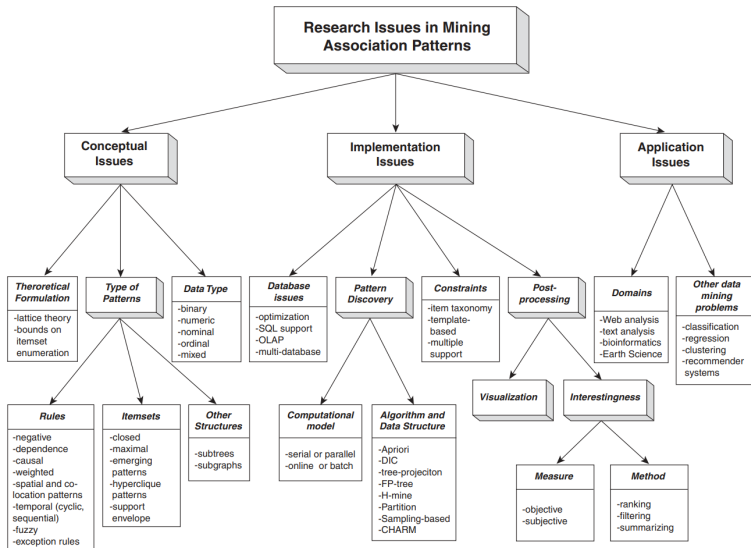 Research Issues in Mining
Association Patterns
Conceptual
Issues
Implementation
Issues
Application
Issues
Theroretical
Formulation
-lattice theory
-bounds on
itemset
enumeration
Type of
Patterns
Data Type
-binary
-numeric
-nominal
-ordinal
-mixed
Database
issues
-optimization
-SQL support
-OLAP
-multi-database
Pattern
Discovery
Constraints
-item taxonomy
-template-
based
-multiple
support
Post-
processing
Domains
-Web analysis
-text analysis
-bioinformatics
-Earth Science
Other data
mining
problems
-classification
-regression
-clustering
-recommender
systems
Rules
-negative
-dependence
-causal
-weighted
-spatial and co-
location patterns
-temporal (cyclic,
sequential)
-fuzzy
-exception rules
Itemsets
-closed
-maximal
-emerging
patterns
-hyperclique
patterns
-support
envelope
Other
Structures
-subtrees
-subgraphs
Computational
model
-serial or parallel
-online or batch
Algorithm and
Data Structure
-Apriori
-DIC
-tree-projeciton
-FP-tree
-H-mine
-Partition
-Sampling-based
-CHARM
Visualization
Interestingness
Measure
-objective
-subjective
Method
-ranking
-filtering
-summarizing